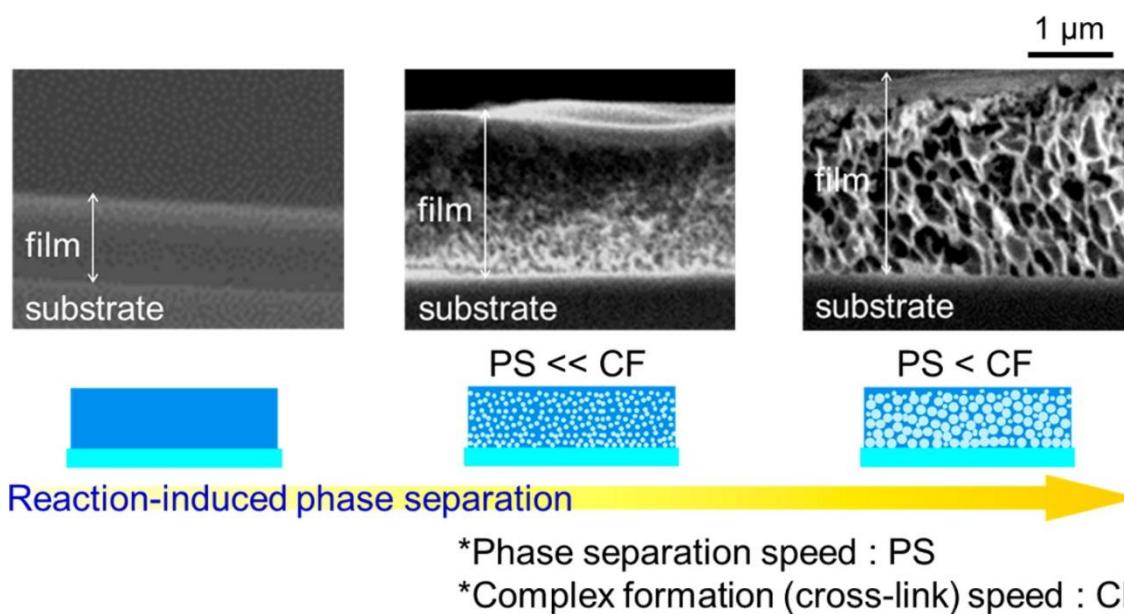 1 μm
film
substrate
film
substrate
film
substrate
PS << CF
PS < CF
Reaction-induced phase separation
*Phase separation speed : PS
*Complex formation (cross-link) speed : C